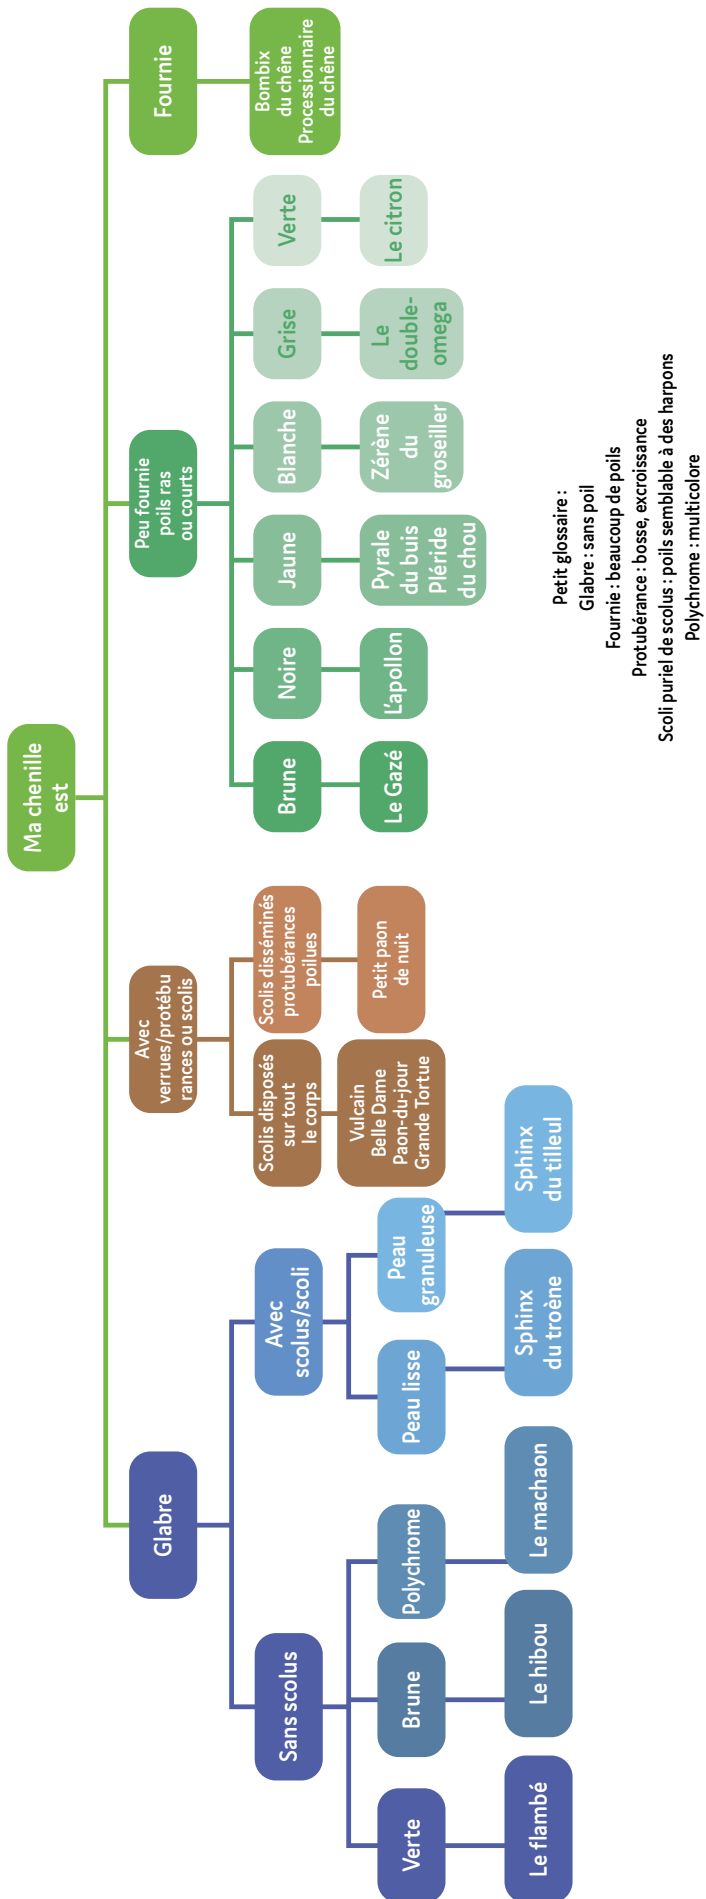 Ma chenille
est
Glabre
Avec
verrues/protébu
rances ou scolis
Peu fournie
poils ras
ou courts
Fournie
Sans scolus
Avec
scolus/scoli
Scolis disposés
sur tout
le corps
Scolis disséminés
protubérances
poilues
Brune
Noire
Jaune
Blanche
Grise
Verte
Bombix
du chêne
Processionnaire
du chêne
Verte
Brune
Polychrome
Peau lisse
Peau
granuleuse
Vulcain
Belle Dame
Paon-du-jour
Grande Tortue
Petit paon
de nuit
Le Gazé
L'apollon
Pyrale
du buis
Pléride
du chou
Zérène
du
groseiller
Le
double-
omega
Le citron
Le flambé
Le hibou
Le machaon
Sphinx
du troène
Sphinx
du tilleul
Petit glossaire :
Glabre : sans poil
Fournie : beaucoup de poils
Protubérance : bosse, excroissance
Scoli puriel de scolus : poils semblable à des harpons
Polychrome : multicolore